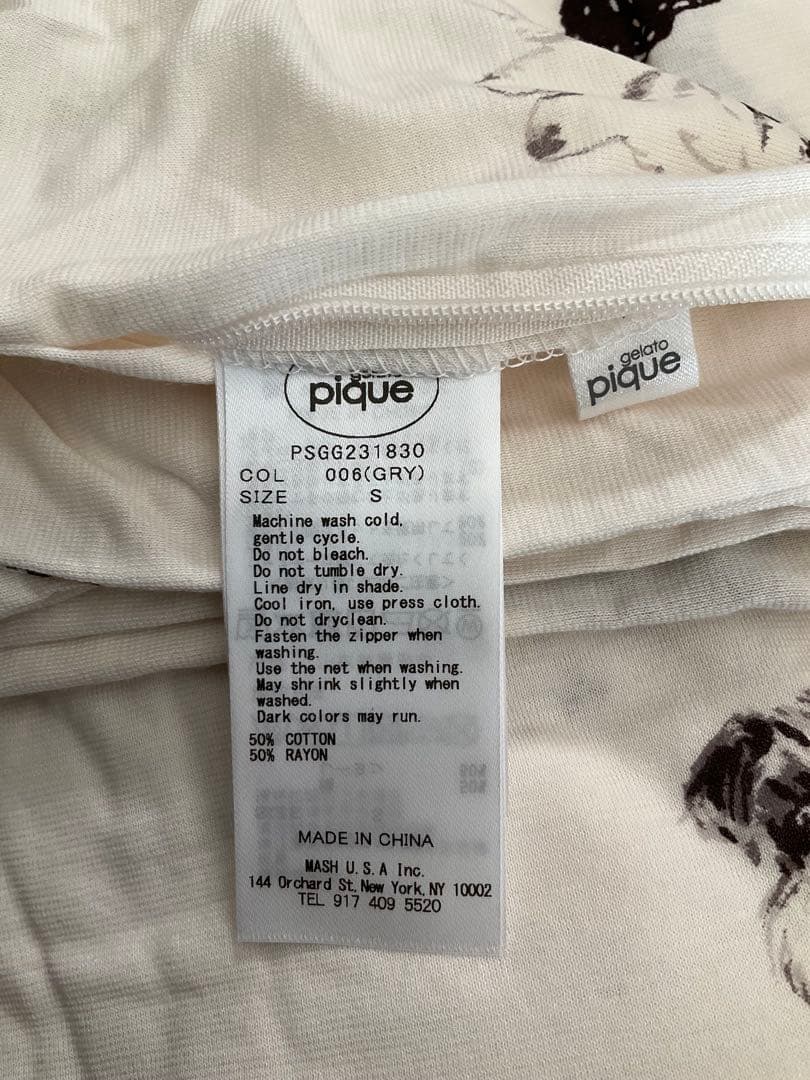 gelato
pique
pique
PSGG231830
COL 006(GRY)
SIZE S
Machine wash cold,
gentle cycle.
Do not bleach.
Do not tumble dry.
Line dry in shade.
Cool iron, use press cloth.
Do not dryclean.
Fasten the zipper when
washing.
Use the net when washing.
May shrink slightly when
washed.
Dark colors may run.
50% COTTON
50% RAYON
MADE IN CHINA
MASH U.S.A Inc.
144 Orchard St, New York, NY 10002
TEL 917 409 5520